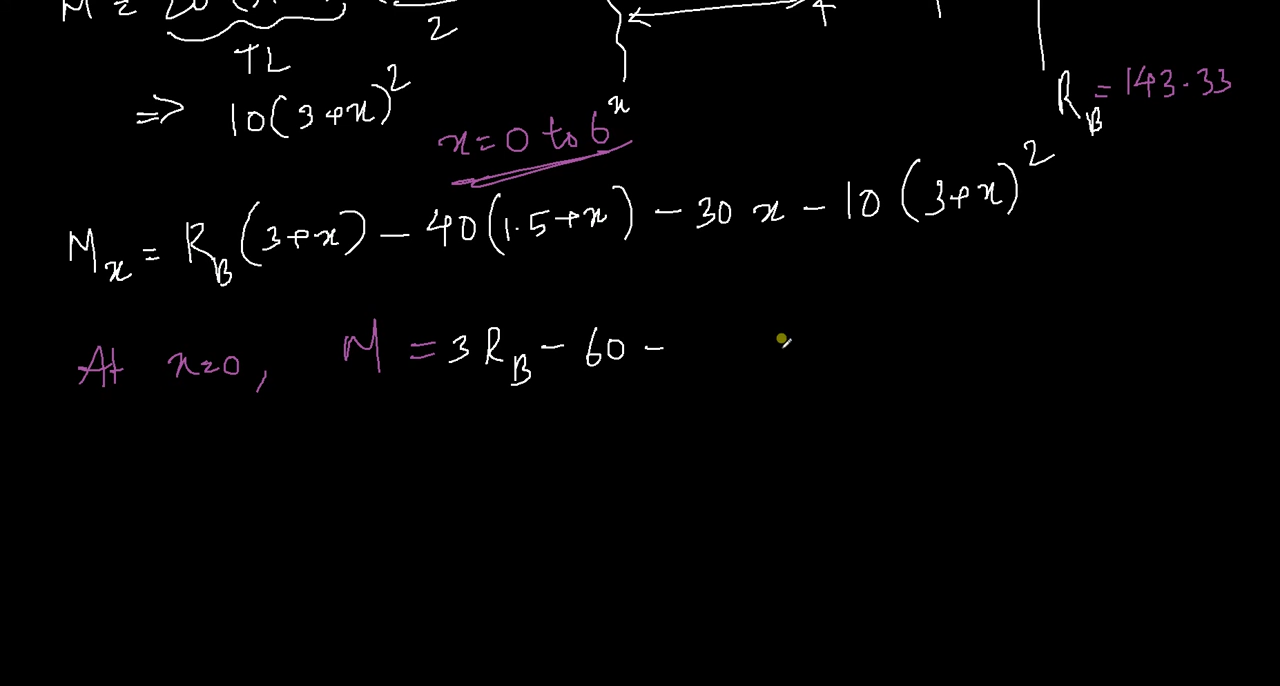 2
TL
=> 10(3+x)²
R_B = 143.33
x = 0 to 6
x
M_x = R_B(3+x) - 40(1.5+x) - 30x - 10(3+x)²
At x=0, M = 3R_B - 60 -